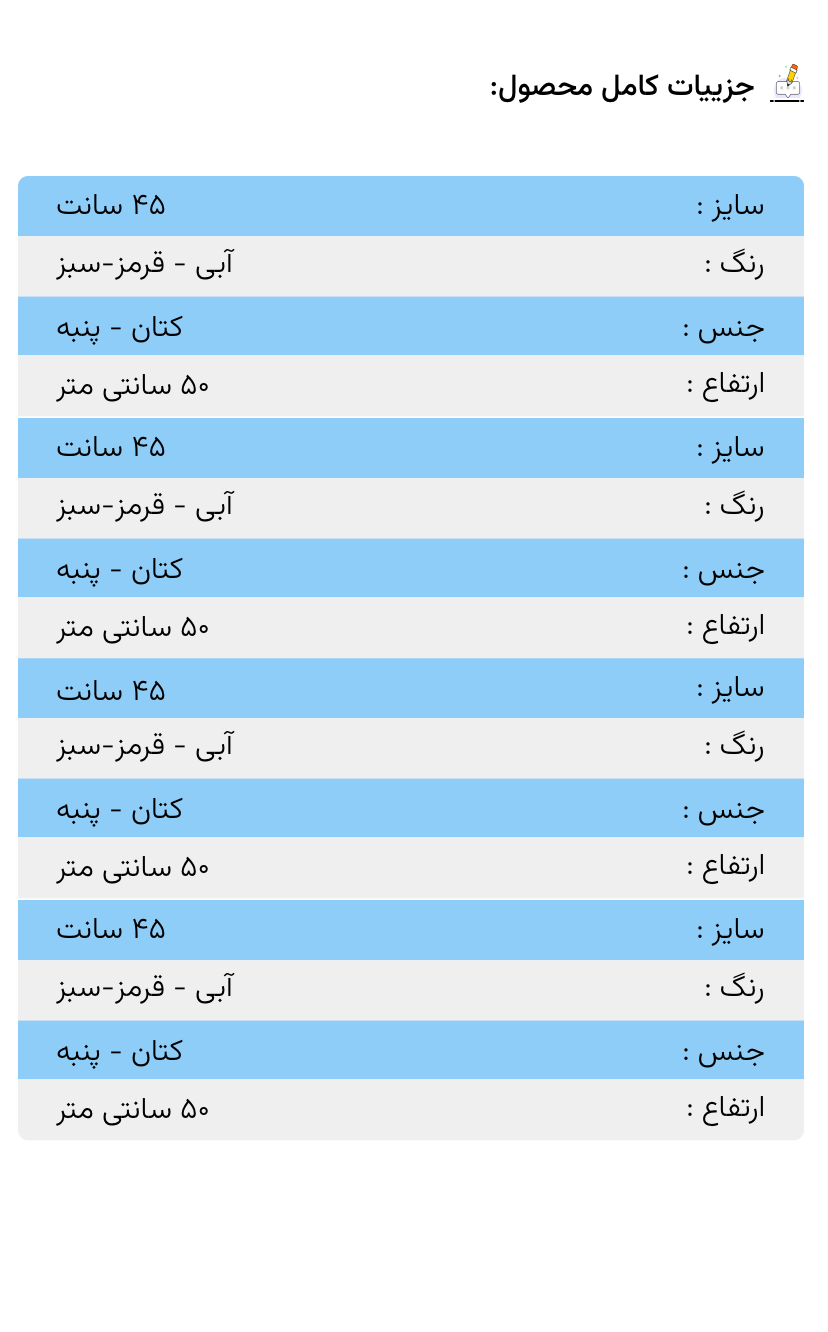 جزییات کامل محصول:
سایز : ۴۵ سانت
رنگ : آبی - قرمز-سبز
جنس : کتان - پنبه
ارتفاع : ۵۰ سانتی متر
سایز : ۴۵ سانت
رنگ : آبی - قرمز-سبز
جنس : کتان - پنبه
ارتفاع : ۵۰ سانتی متر
سایز : ۴۵ سانت
رنگ : آبی - قرمز-سبز
جنس : کتان - پنبه
ارتفاع : ۵۰ سانتی متر
سایز : ۴۵ سانت
رنگ : آبی - قرمز-سبز
جنس : کتان - پنبه
ارتفاع : ۵۰ سانتی متر